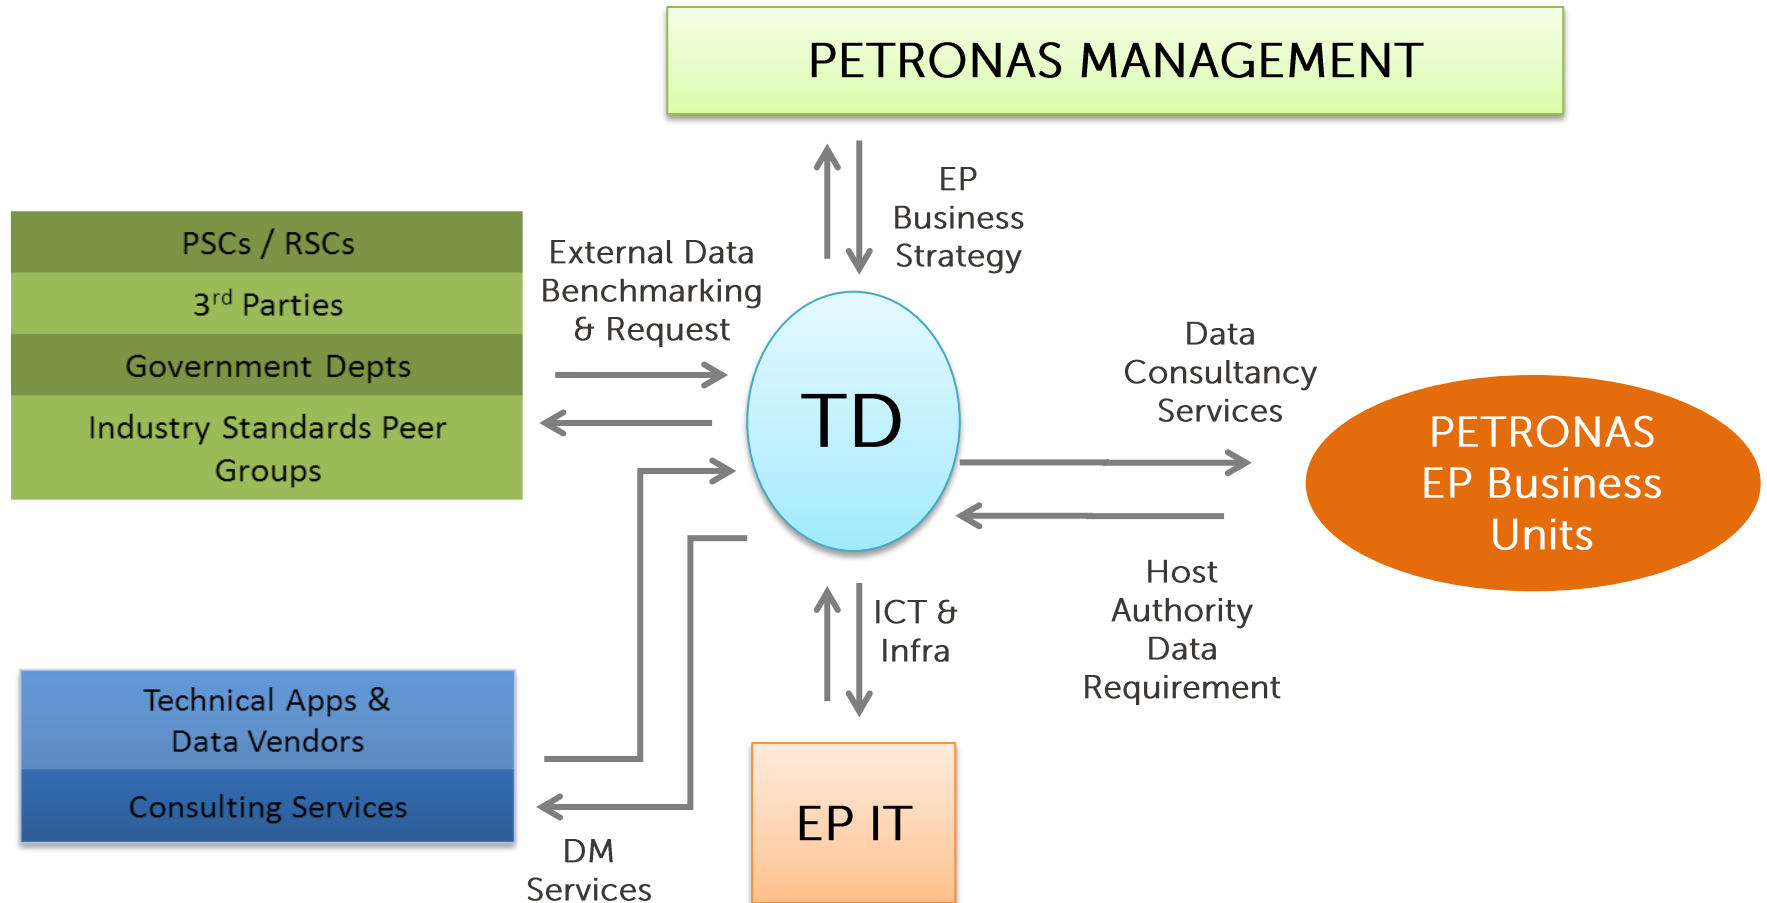 PETRONAS MANAGEMENT
EP
Business
Strategy
PSCs / RSCs
3rd Parties
Government Depts
Industry Standards Peer
Groups
External Data
Benchmarking
& Request
TD
Data
Consultancy
Services
PETRONAS
EP Business
Units
Host
Authority
Data
Requirement
ICT &
Infra
Technical Apps &
Data Vendors
Consulting Services
DM
Services
EP IT